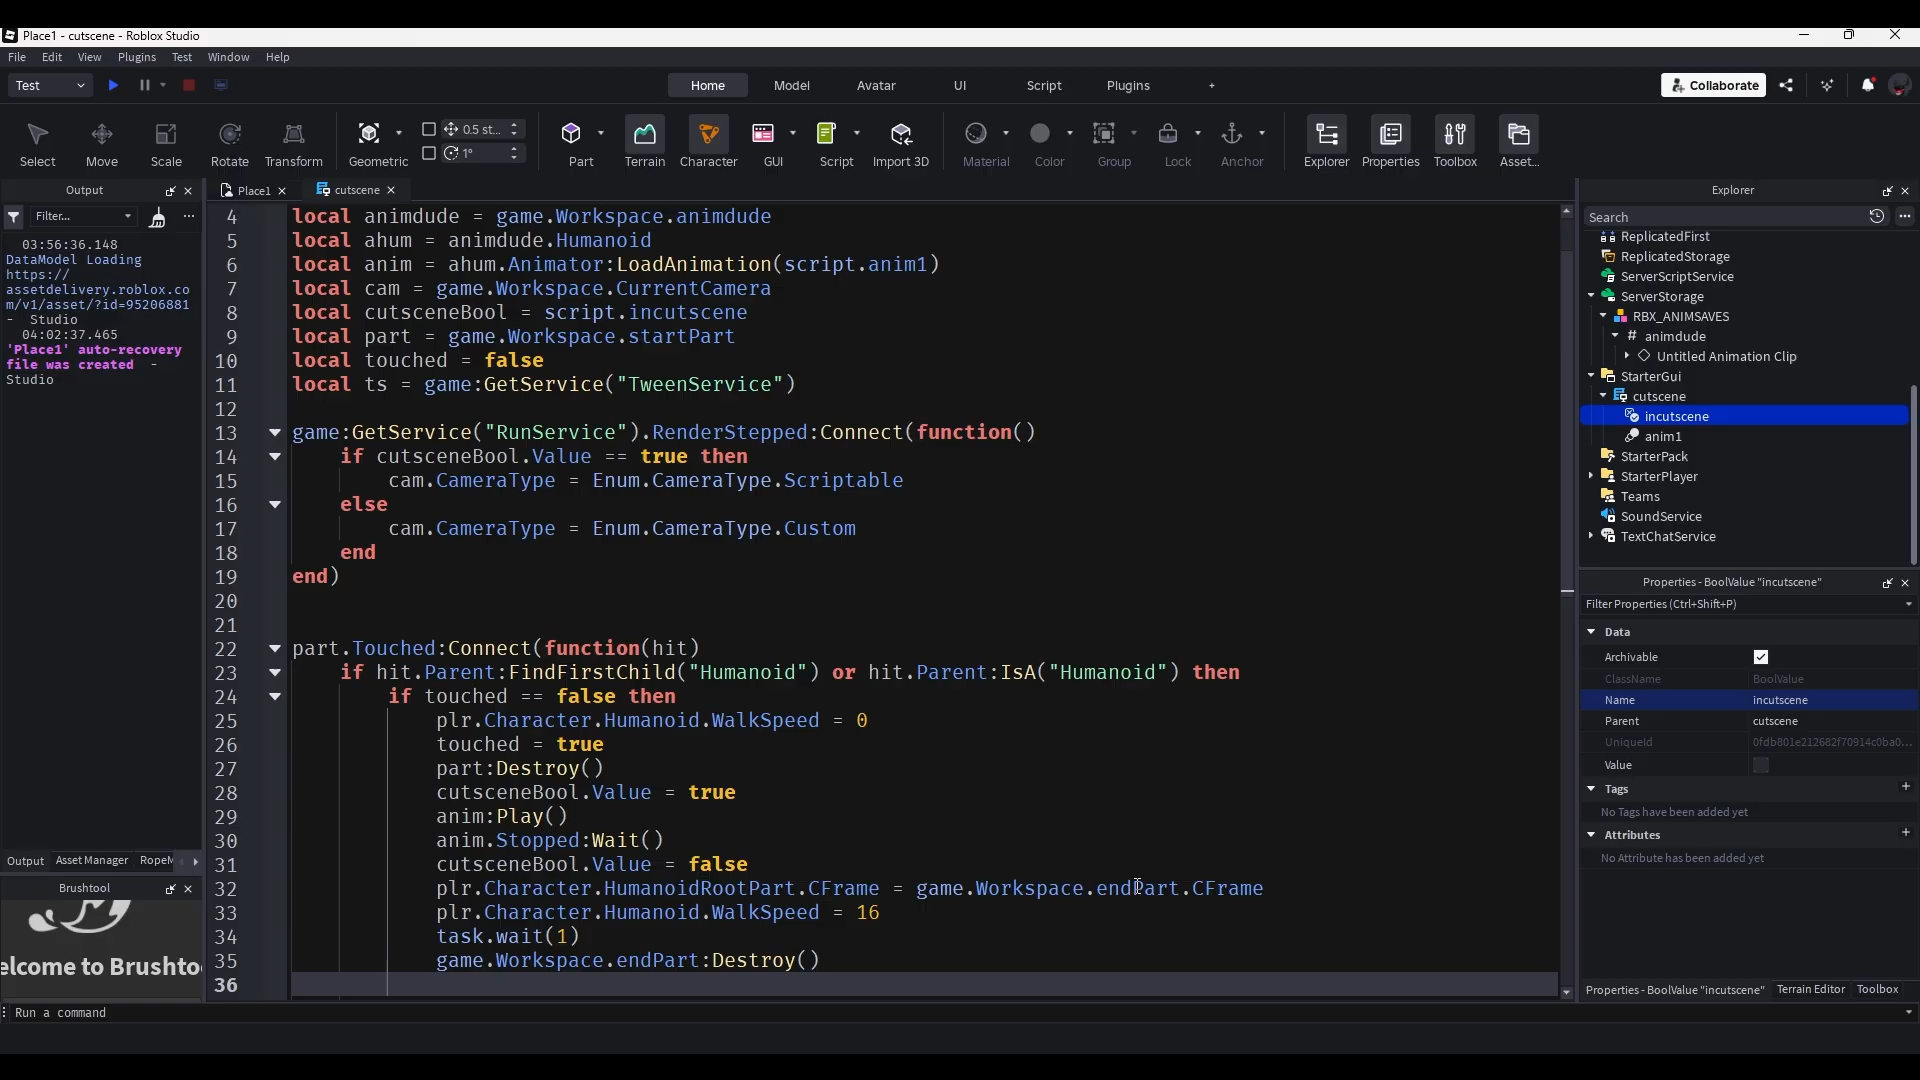 Place1 - cutscene - Roblox Studio
File Edit View Plugins Test Window Help
Test
Home Model Avatar UI Script Plugins +
Collaborate
0.5 st...
1°
Select Move Scale Rotate Transform Geometric Part Terrain Character GUI Script Import 3D Material Color Group Lock Anchor Explorer Properties Toolbox Asset...
Output
Filter...
03:56:36.148
DataModel Loading
https://
assetdelivery.roblox.co
m/v1/asset/?id=95206881
- Studio
04:02:37.465
'Place1' auto-recovery
file was created -
Studio
Output Asset Manager RopeM
Brushtool
elcome to Brushto
Place1 cutscene
4 local animdude = game.Workspace.animdude
5 local ahum = animdude.Humanoid
6 local anim = ahum.Animator:LoadAnimation(script.anim1)
7 local cam = game.Workspace.CurrentCamera
8 local cutsceneBool = script.incutscene
9 local part = game.Workspace.startPart
10 local touched = false
11 local ts = game:GetService("TweenService")
12
13 game:GetService("RunService").RenderStepped:Connect(function()
14 if cutsceneBool.Value == true then
15 cam.CameraType = Enum.CameraType.Scriptable
16 else
17 cam.CameraType = Enum.CameraType.Custom
18 end
19 end)
20
21
22 part.Touched:Connect(function(hit)
23 if hit.Parent:FindFirstChild("Humanoid") or hit.Parent:IsA("Humanoid") then
24 if touched == false then
25 plr.Character.Humanoid.WalkSpeed = 0
26 touched = true
27 part:Destroy()
28 cutsceneBool.Value = true
29 anim:Play()
30 anim.Stopped:Wait()
31 cutsceneBool.Value = false
32 plr.Character.HumanoidRootPart.CFrame = game.Workspace.endPart.CFrame
33 plr.Character.Humanoid.WalkSpeed = 16
34 task.wait(1)
35 game.Workspace.endPart:Destroy()
36
Explorer
Search
ReplicatedFirst
ReplicatedStorage
ServerScriptService
ServerStorage
RBX_ANIMSAVES
animdude
Untitled Animation Clip
StarterGui
cutscene
incutscene
anim1
StarterPack
StarterPlayer
Teams
SoundService
TextChatService
Properties - BoolValue "incutscene"
Filter Properties (Ctrl+Shift+P)
Data
Archivable
ClassName BoolValue
Name incutscene
Parent cutscene
UniqueId 0fdb801e212682f70914c0ba0...
Value
Tags +
No Tags have been added yet
Attributes +
No Attribute has been added yet
Properties - BoolValue "incutscene" Terrain Editor Toolbox
Run a command